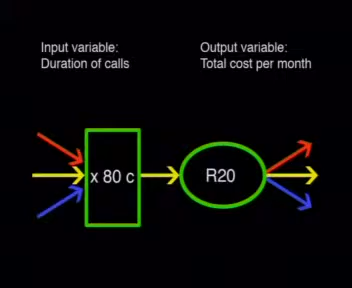 Input variable:
Duration of calls
Output variable:
Total cost per month
x 80 c
R20